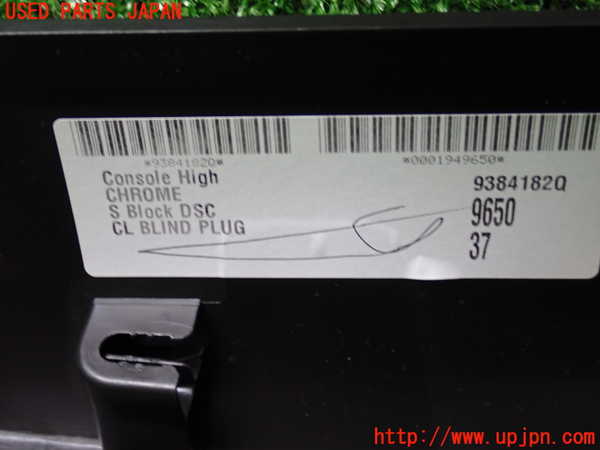 USED PARTS JAPAN
*9384182Q*
*0001949650*
Console High
CHROME
S Block DSC
CL BLIND PLUG
9384182Q
9650
37
http://www.upjpn.com/